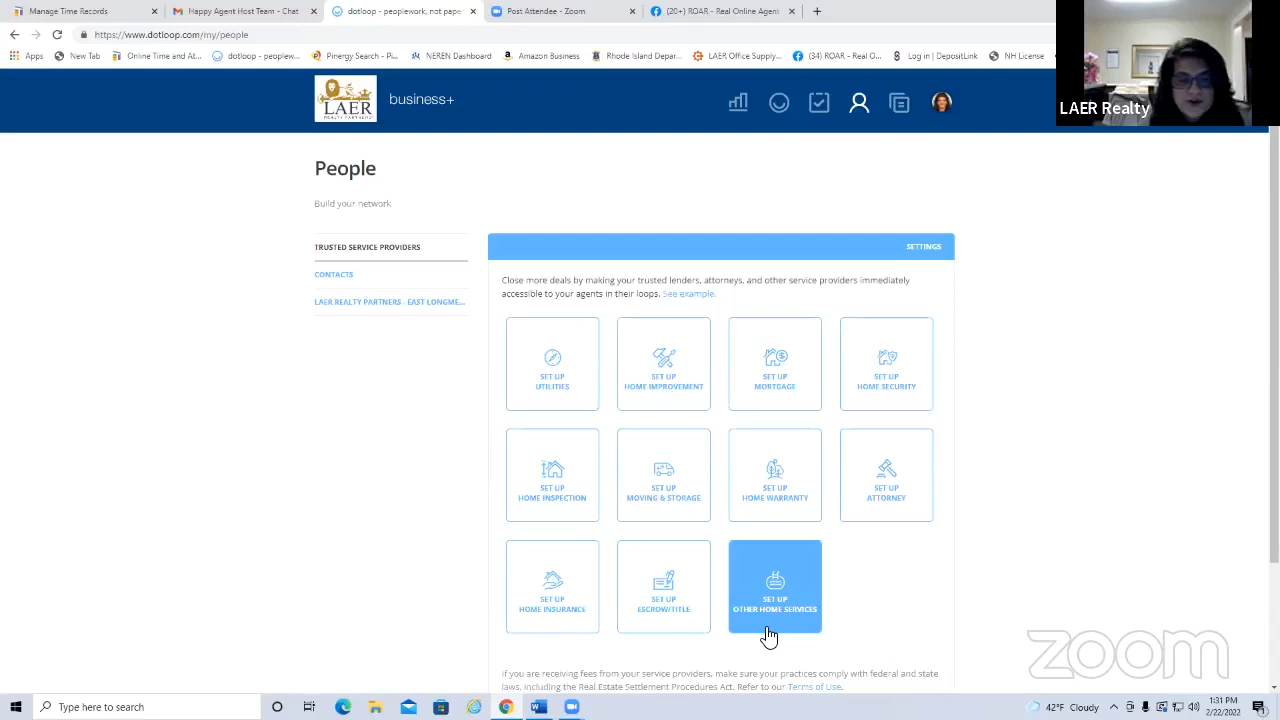 Timeworks Record
Happy Agent Host Team - Chat
dotloop - peoplework, not pape
Post Attendee - Zoom
(20+) ROAR - Real Online Agent
https://www.dotloop.com/my/people
Apps
New Tab
Online Time and At...
dotloop - peoplew...
Pinergy Search - Pi...
NEREN Dashboard
Amazon Business
Rhode Island Depar...
LAER Office Supply...
(34) ROAR - Real O...
Log in | DepositLink
NH License
LAER Realty
LAER
REALTY PARTNERS
business+
People
Build your network
TRUSTED SERVICE PROVIDERS
SETTINGS
CONTACTS
LAER REALTY PARTNERS - EAST LONGME...
Close more deals by making your trusted lenders, attorneys, and other service providers immediately
accessible to your agents in their loops. See example.
SET UP
UTILITIES
SET UP
HOME IMPROVEMENT
SET UP
MORTGAGE
SET UP
HOME SECURITY
SET UP
HOME INSPECTION
SET UP
MOVING & STORAGE
SET UP
HOME WARRANTY
SET UP
ATTORNEY
SET UP
HOME INSURANCE
SET UP
ESCROW/TITLE
SET UP
OTHER HOME SERVICES
If you are receiving fees from your service providers, make sure your practices comply with federal and state
laws, including the Real Estate Settlement Procedures Act. Refer to our Terms of Use.
zoom
Type here to search
42°F Cloudy
1:31 PM
2/22/2022